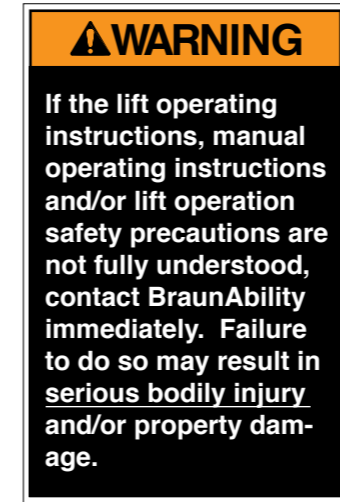 WARNING
If the lift operating
instructions, manual
operating instructions
and/or lift operation
safety precautions are
not fully understood,
contact BraunAbility
immediately.  Failure
to do so may result in
serious bodily injury
and/or property dam-
age.